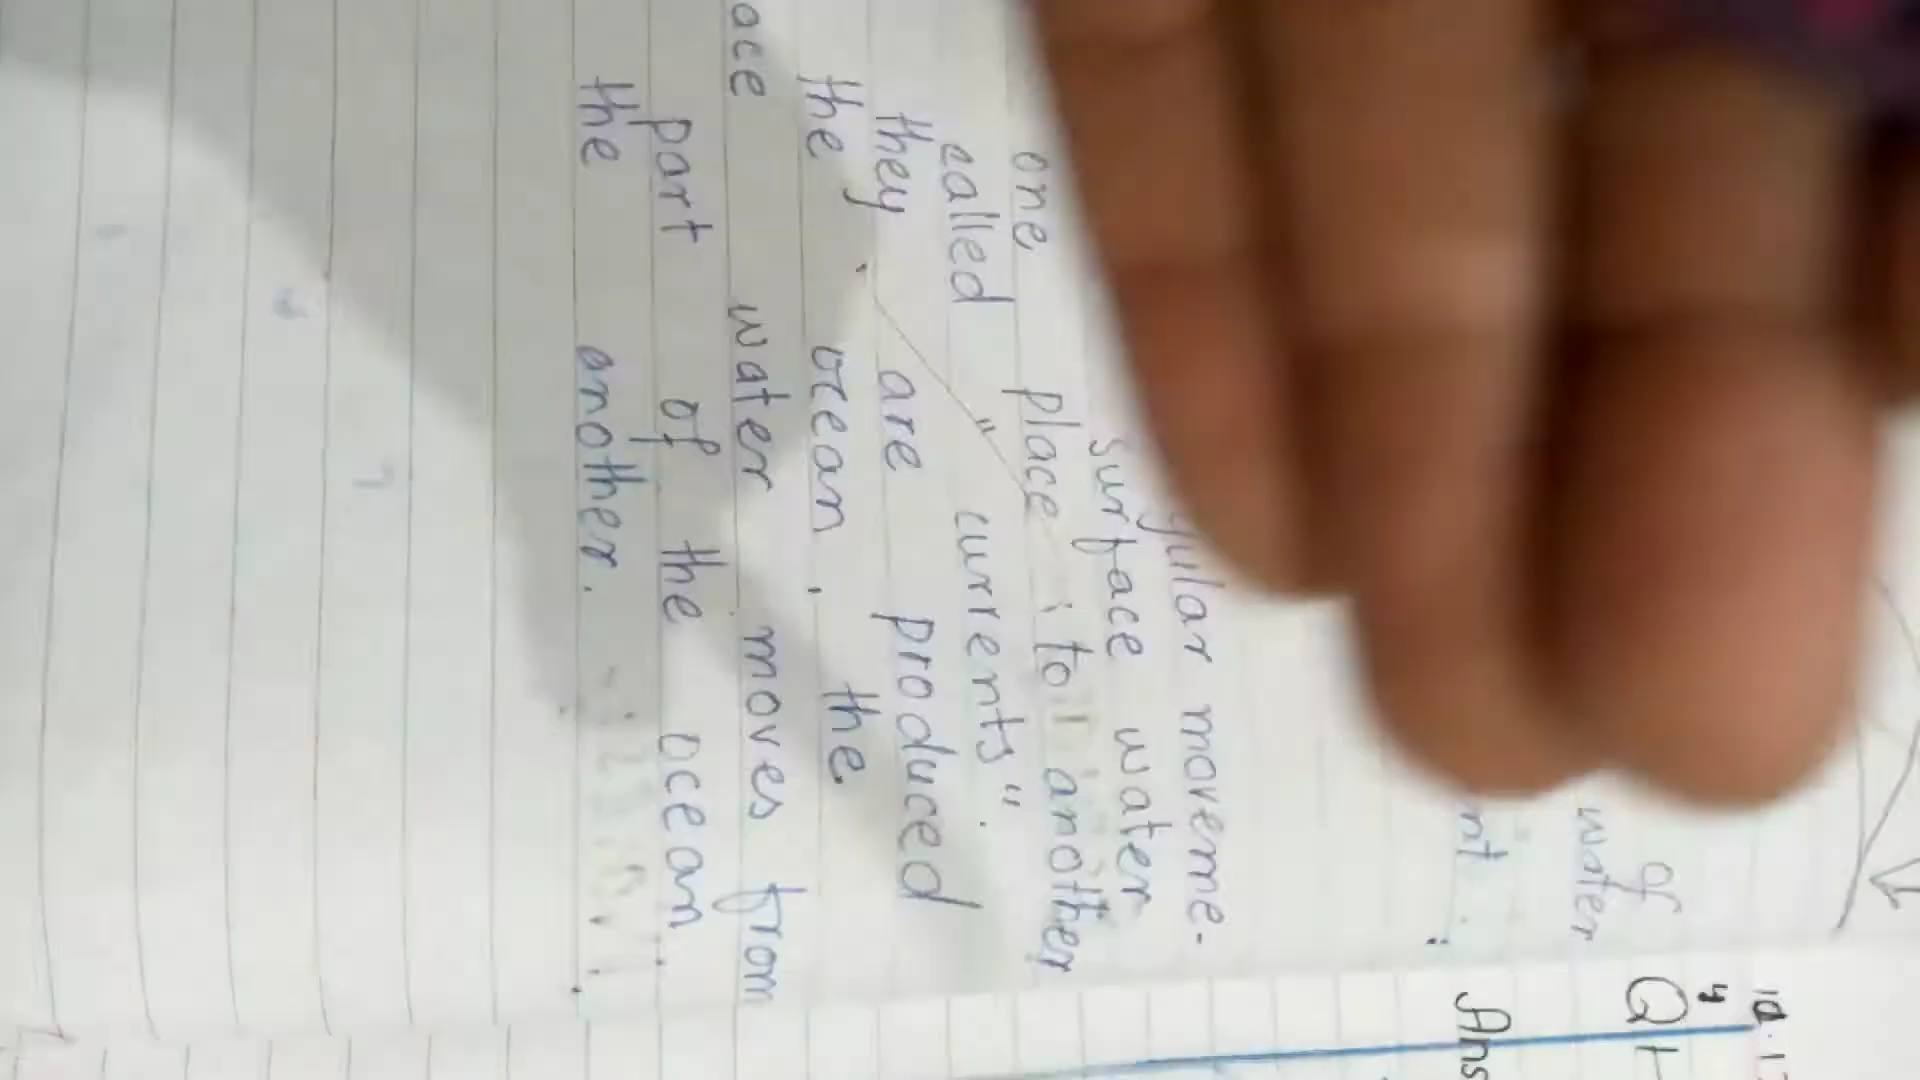 of
water
nt.
gular moveme-
surface water
one place to another
called "currents".
they are produced
the ocean. the
ace water moves from
part of the ocean
the another.
Q1
Ans